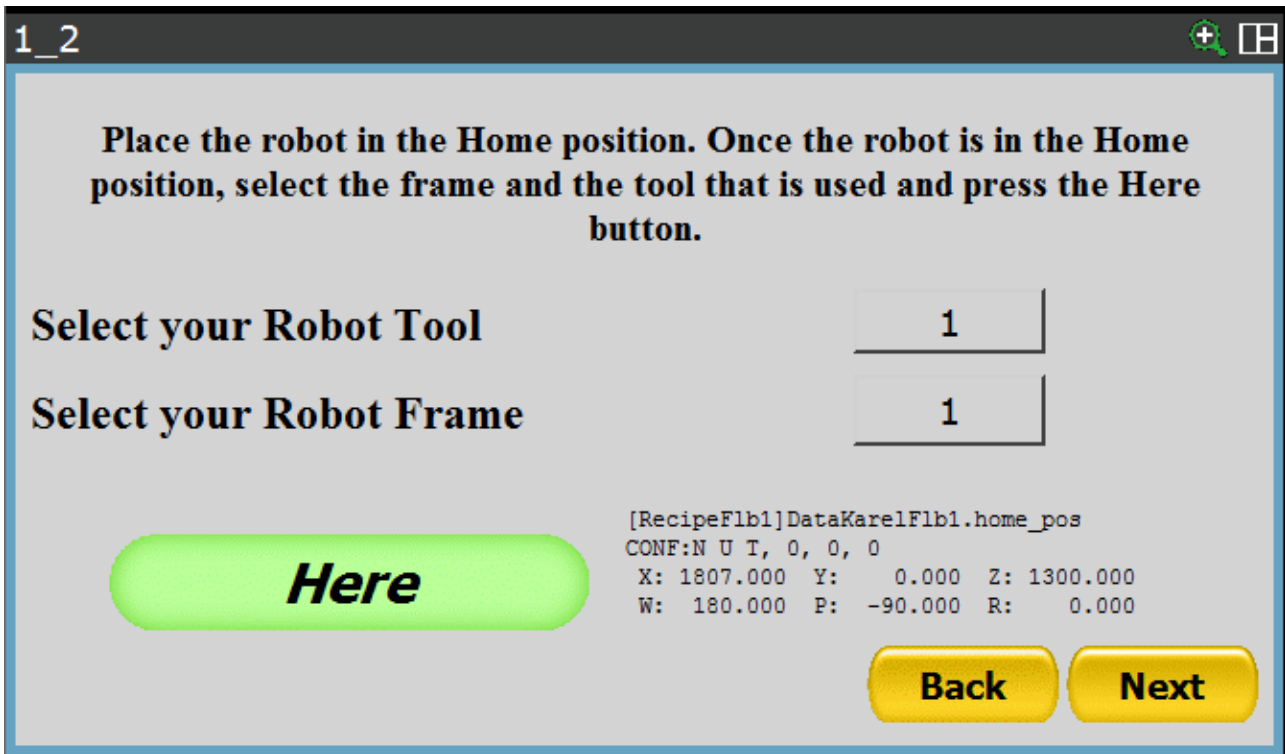 1_2
Place the robot in the Home position. Once the robot is in the Home
position, select the frame and the tool that is used and press the Here
button.
Select your Robot Tool 1
Select your Robot Frame 1
[RecipeFlb1]DataKarelFlb1.home_pos
CONF:N U T, 0, 0, 0
X: 1807.000 Y: 0.000 Z: 1300.000
W: 180.000 P: -90.000 R: 0.000
Here
Back Next